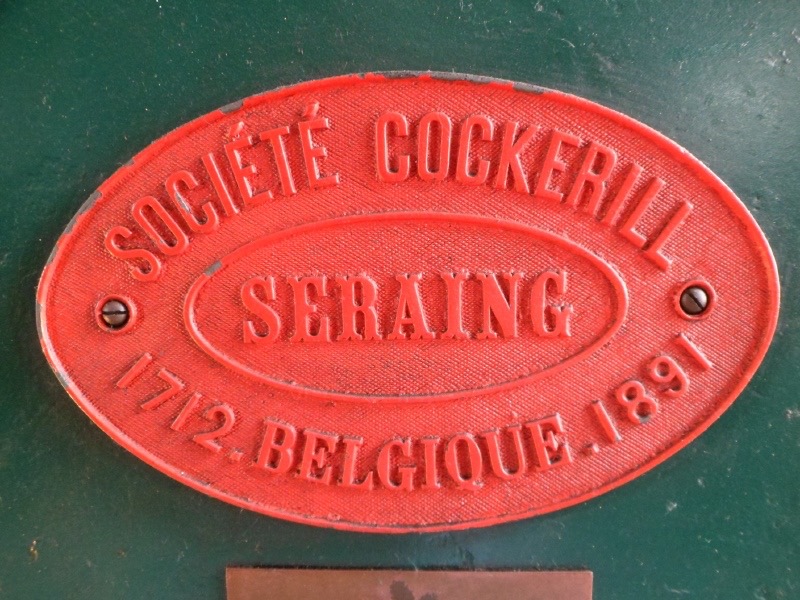 SOCIÉTÉ COCKERILL
SERAING
1712. BELGIQUE. 1891